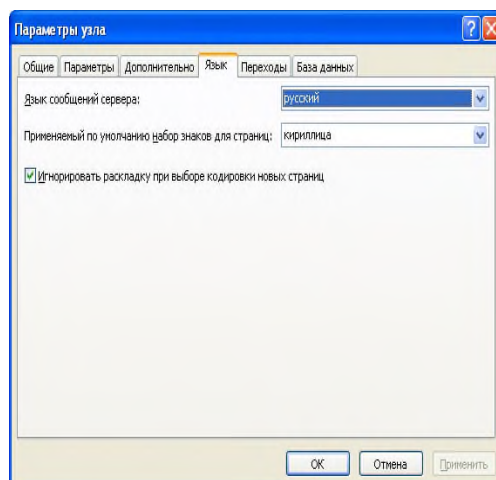 Параметры узла
Общие Параметры Дополнительно Язык Переходы База данных
Язык сообщений сервера: русский
Применяемый по умолчанию набор знаков для страниц: кириллица
Игнорировать раскладку при выборе кодировки новых страниц
ОК Отмена Применить